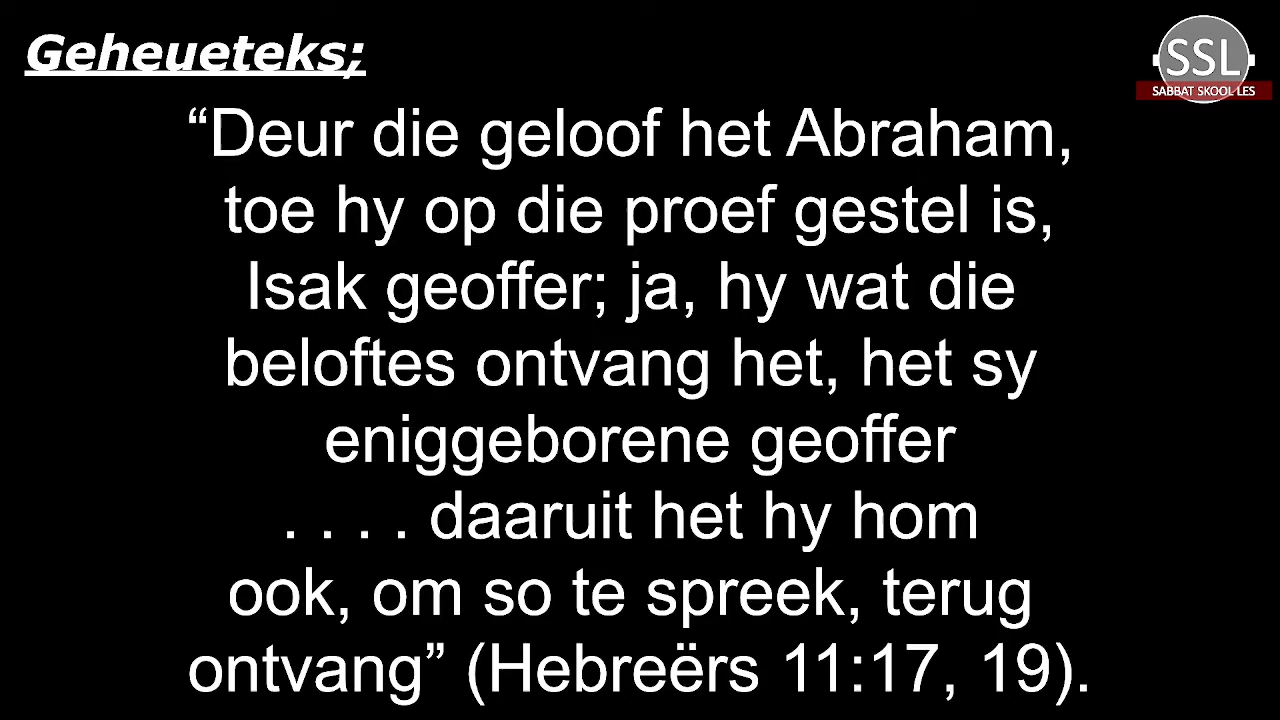 Geheueteks;
SSL
SABBAT SKOOL LES
“Deur die geloof het Abraham,
toe hy op die proef gestel is,
Isak geoffer; ja, hy wat die
beloftes ontvang het, het sy
eniggeborene geoffer
. . . . daaruit het hy hom
ook, om so te spreek, terug
ontvang” (Hebreërs 11:17, 19).